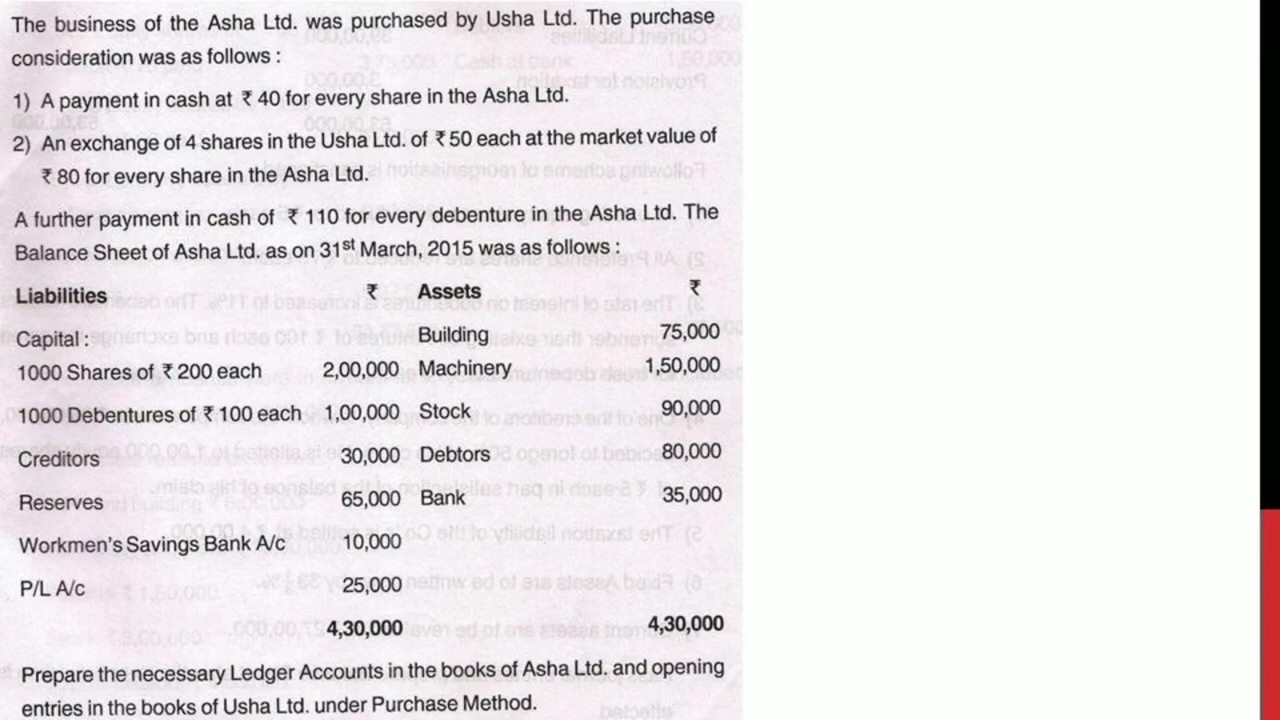 The business of the Asha Ltd. was purchased by Usha Ltd. The purchase
consideration was as follows :
1) A payment in cash at ₹ 40 for every share in the Asha Ltd.
2) An exchange of 4 shares in the Usha Ltd. of ₹ 50 each at the market value of
₹ 80 for every share in the Asha Ltd.
A further payment in cash of ₹ 110 for every debenture in the Asha Ltd. The
Balance Sheet of Asha Ltd. as on 31st March, 2015 was as follows :
Liabilities ₹ Assets ₹
Capital : Building 75,000
1000 Shares of ₹ 200 each 2,00,000 Machinery 1,50,000
1000 Debentures of ₹ 100 each 1,00,000 Stock 90,000
Creditors 30,000 Debtors 80,000
Reserves 65,000 Bank 35,000
Workmen's Savings Bank A/c 10,000
P/L A/c 25,000
4,30,000 4,30,000
Prepare the necessary Ledger Accounts in the books of Asha Ltd. and opening
entries in the books of Usha Ltd. under Purchase Method.